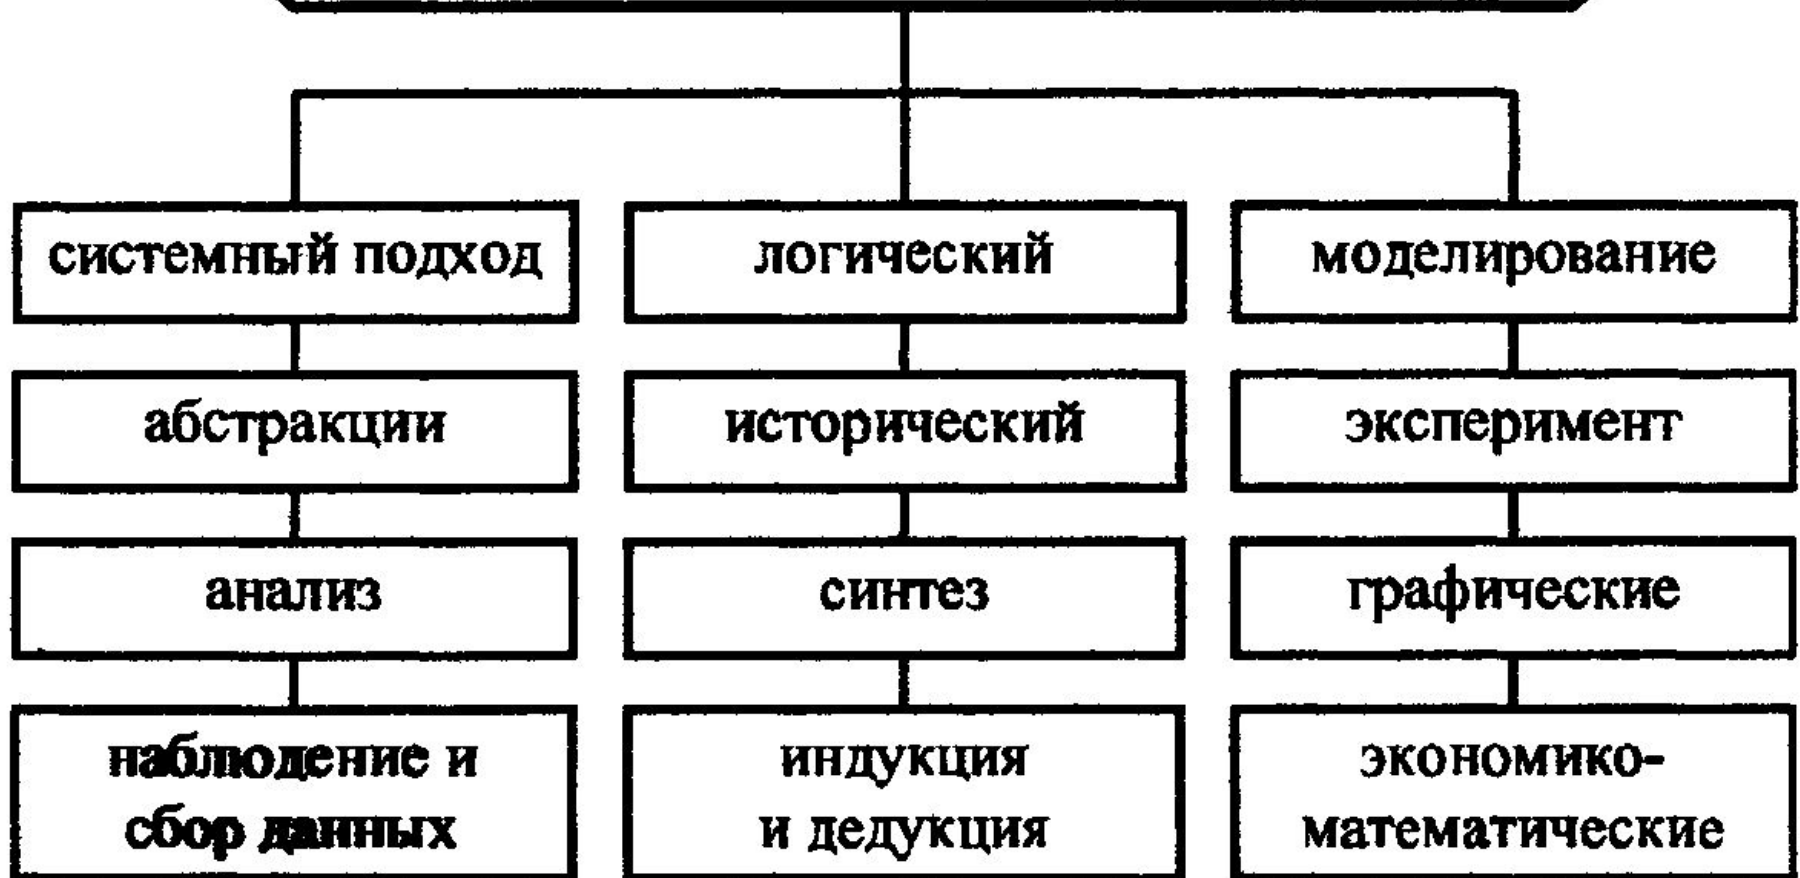 системный подход
логический
моделирование
абстракции
исторический
эксперимент
анализ
синтез
графические
наблюдение и
сбор данных
индукция
и дедукция
экономико-
математические